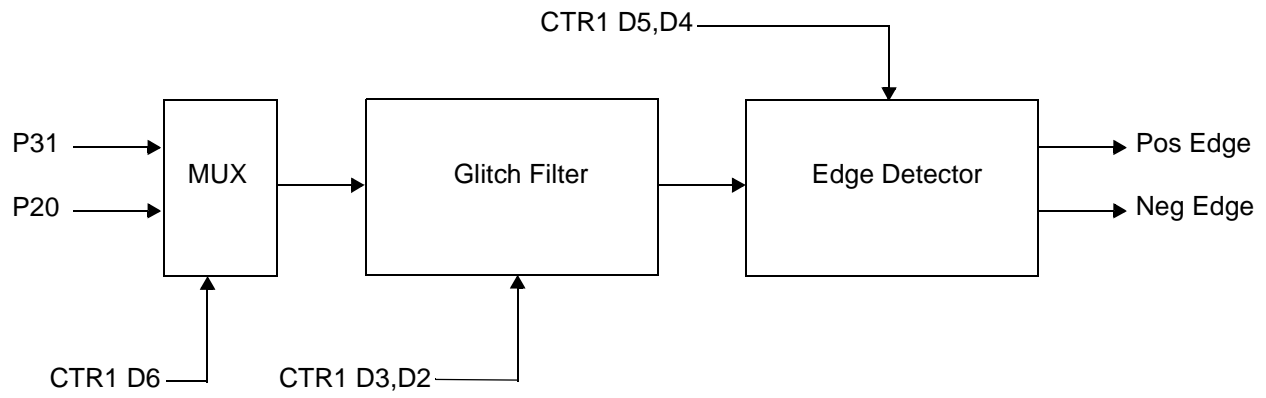 CTR1 D5,D4
P31
MUX
Glitch Filter
Edge Detector
Pos Edge
P20
Neg Edge
CTR1 D6
CTR1 D3,D2